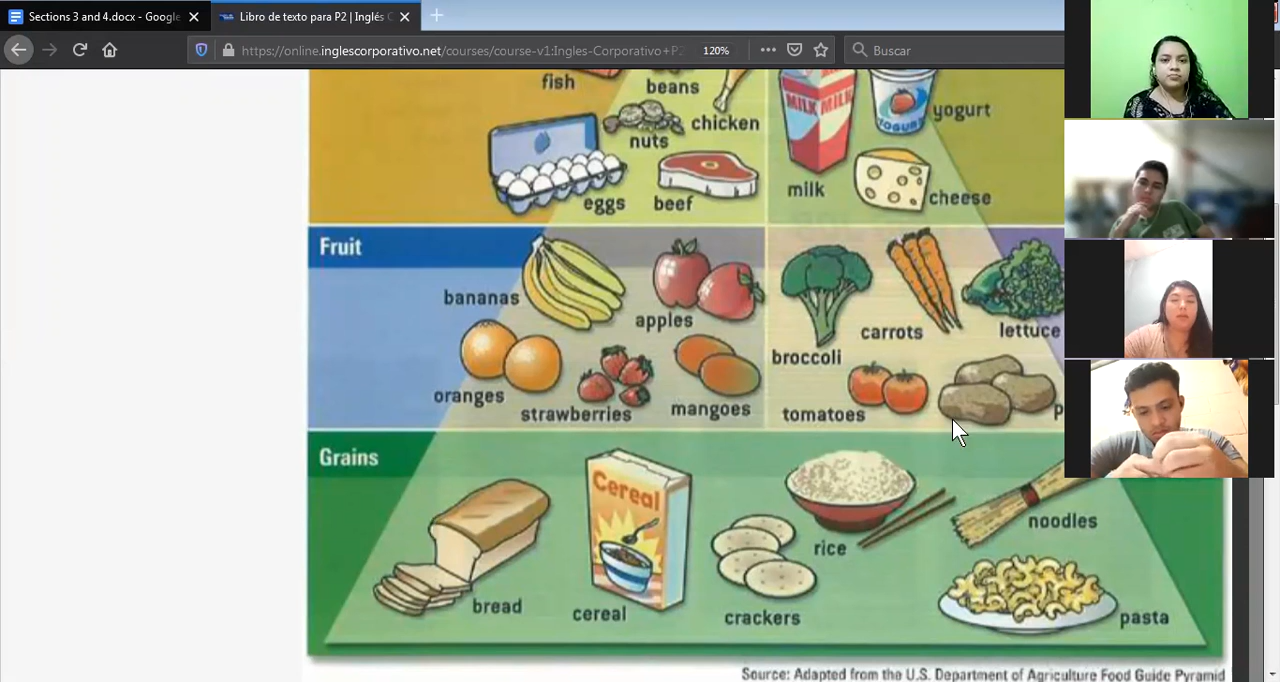 Sections 3 and 4.docx - Google
Libro de texto para P2 | Inglés C
https://online.inglescorporativo.net/courses/course-v1:Ingles-Corporativo+P2
120%
Buscar
fish
beans
chicken
nuts
eggs
beef
MILK MILK
milk
YOGURT
yogurt
cheese
Fruit
bananas
apples
oranges
strawberries
mangoes
broccoli
carrots
lettuce
tomatoes
p
Grains
bread
Cereal
cereal
crackers
rice
noodles
pasta
Source: Adapted from the U.S. Department of Agriculture Food Guide Pyramid